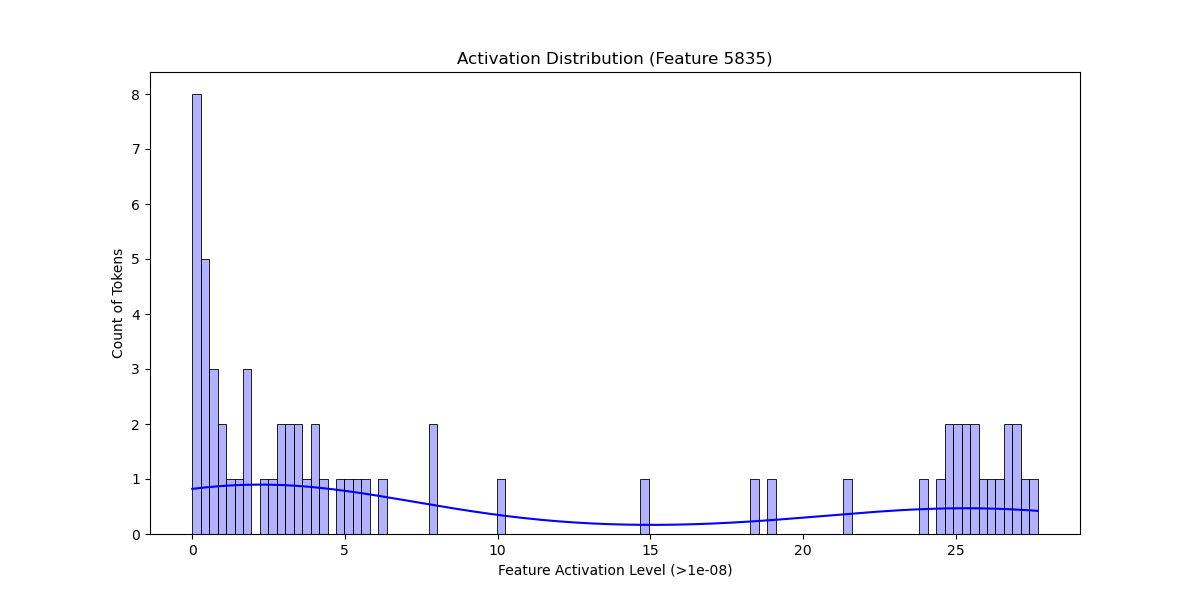 Activation Distribution (Feature 5835)
8
7
6
5
4
3
2
1
0
Count of Tokens
0 5 10 15 20 25
Feature Activation Level (>1e-08)